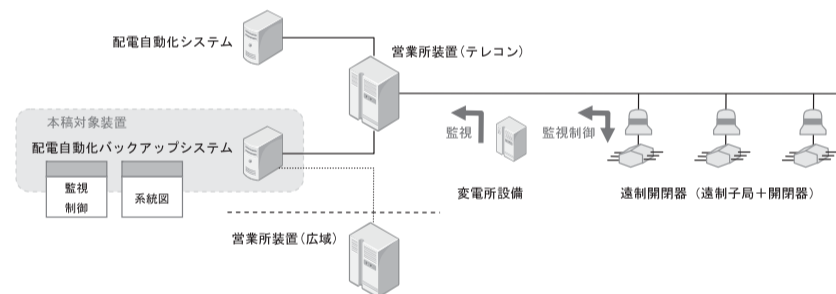 配電自動化システム
営業所装置(テレコン)
本稿対象装置
配電自動化バックアップシステム
監視
監視制御
監視
制御
系統図
変電所設備
遠制開閉器(遠制子局＋開閉器)
営業所装置(広域)